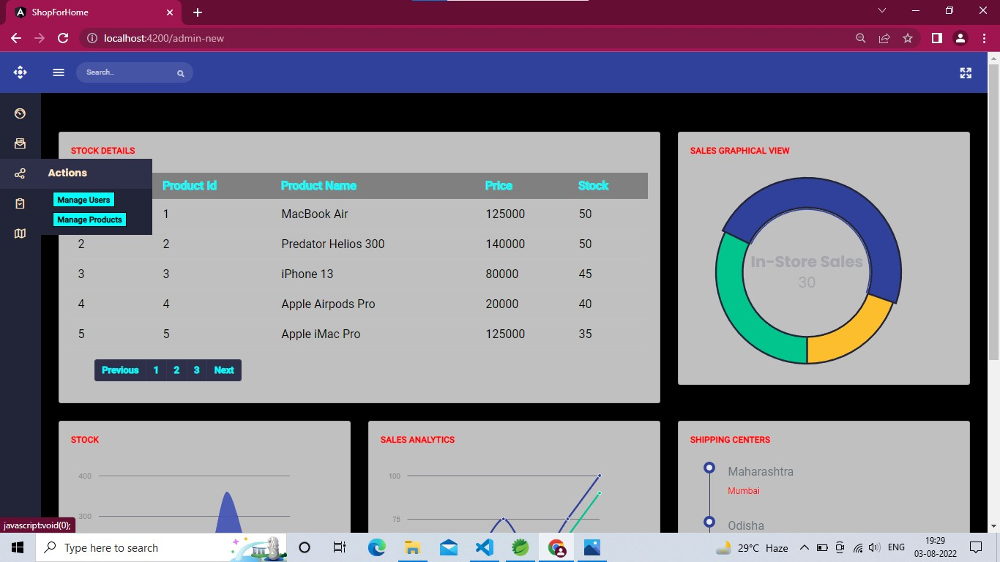 ShopForHome
localhost:4200/admin-new
Search..
STOCK DETAILS
SALES GRAPHICAL VIEW
Actions
Manage Users
Manage Products
Product Id Product Name Price Stock
1 MacBook Air 125000 50
2 2 Predator Helios 300 140000 50
3 3 iPhone 13 80000 45
4 4 Apple Airpods Pro 20000 40
5 5 Apple iMac Pro 125000 35
Previous 1 2 3 Next
In-Store Sales
30
STOCK
400
300
SALES ANALYTICS
100
75
SHIPPING CENTERS
Maharashtra
Mumbai
Odisha
javascript:void(0);
Type here to search
29°C Haze
ENG
19:29
03-08-2022